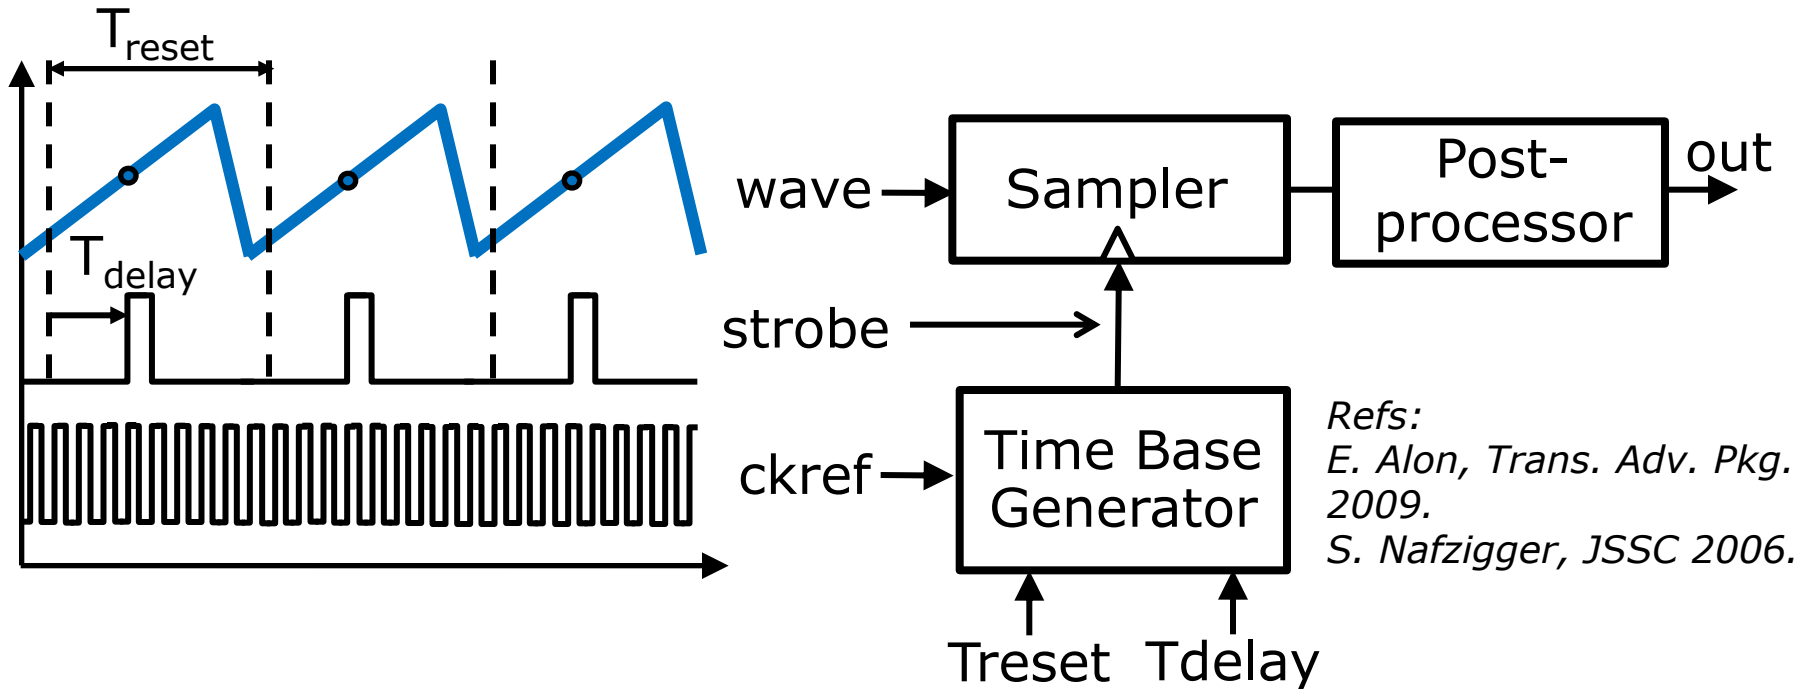 Treset
Tdelay
wave
Sampler
Post-
processor
out
strobe
ckref
Time Base
Generator
Treset
Tdelay
Refs:
E. Alon, Trans. Adv. Pkg.
2009.
S. Nafzigger, JSSC 2006.